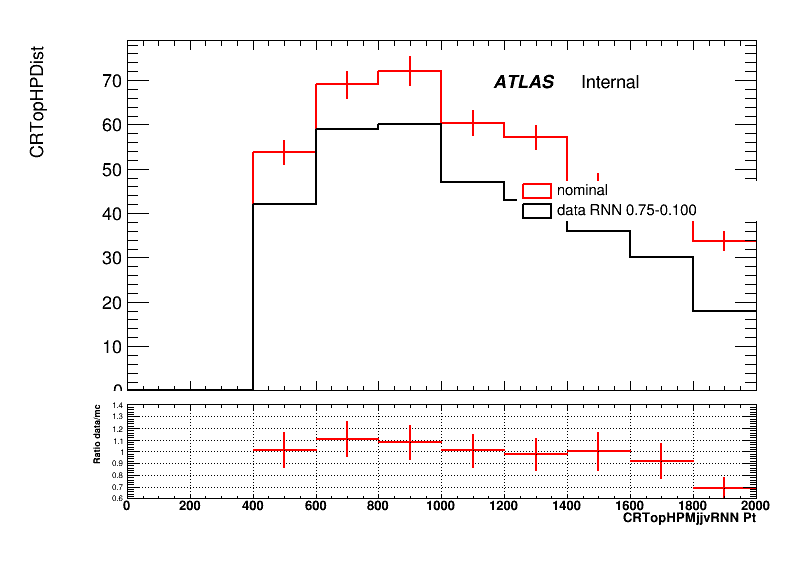 CRTopHPDist
ATLAS Internal
70
60
50
40
30
20
10
0
nominal
data RNN 0.75-0.100
Ratio data/mc
1.4
1.3
1.2
1.1
1
0.9
0.8
0.7
0.6
0 200 400 600 800 1000 1200 1400 1600 1800 2000
CRTopHPMjjvRNN Pt